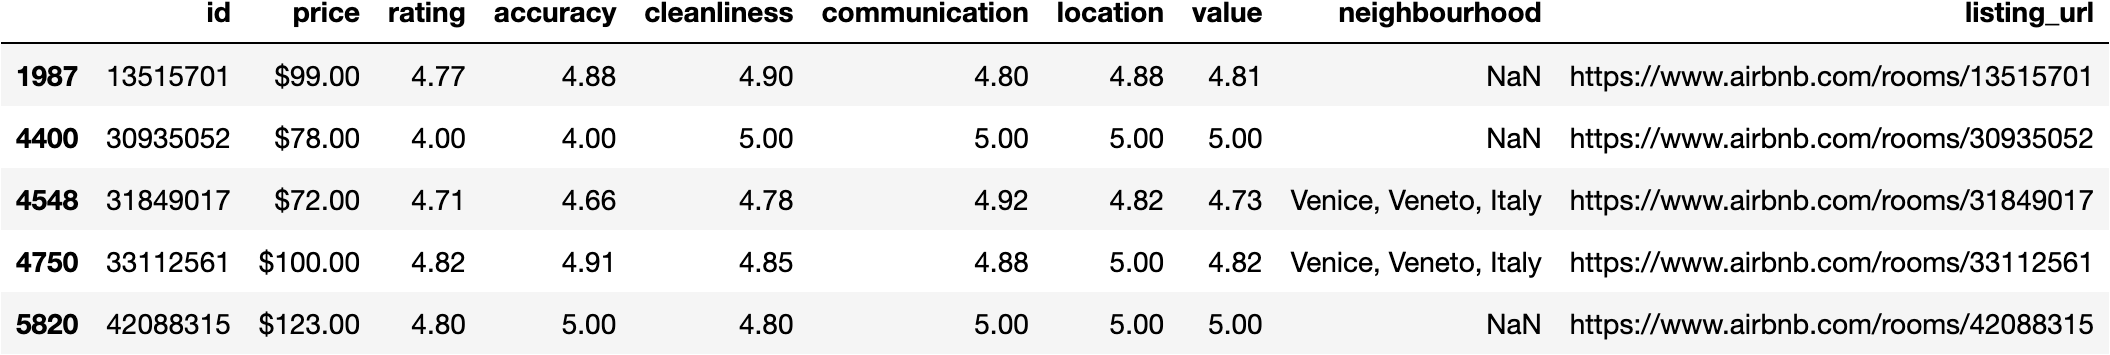 id price rating accuracy cleanliness communication location value neighbourhood listing_url
1987 13515701 $99.00 4.77 4.88 4.90 4.80 4.88 4.81 NaN https://www.airbnb.com/rooms/13515701
4400 30935052 $78.00 4.00 4.00 5.00 5.00 5.00 5.00 NaN https://www.airbnb.com/rooms/30935052
4548 31849017 $72.00 4.71 4.66 4.78 4.92 4.82 4.73 Venice, Veneto, Italy https://www.airbnb.com/rooms/31849017
4750 33112561 $100.00 4.82 4.91 4.85 4.88 5.00 4.82 Venice, Veneto, Italy https://www.airbnb.com/rooms/33112561
5820 42088315 $123.00 4.80 5.00 4.80 5.00 5.00 5.00 NaN https://www.airbnb.com/rooms/42088315